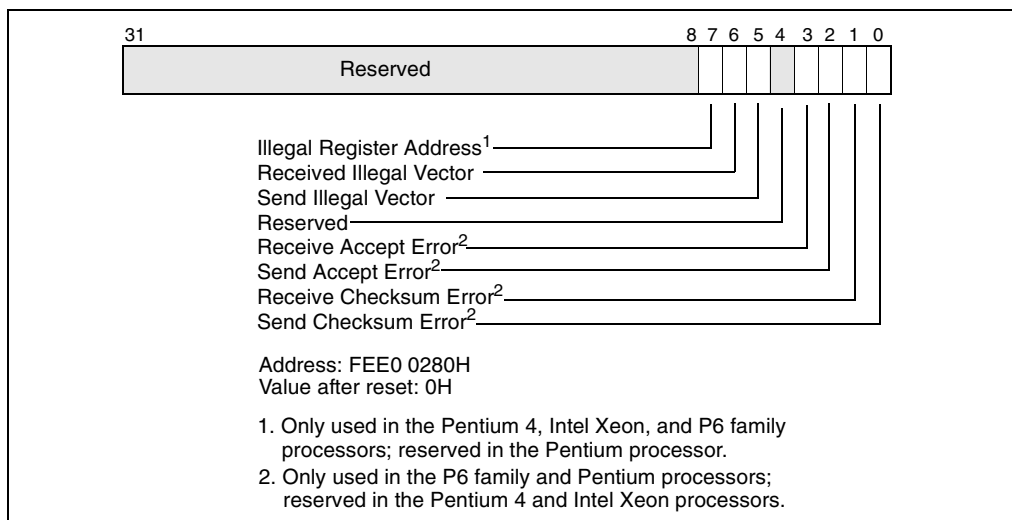 31 8 7 6 5 4 3 2 1 0
Reserved
Illegal Register Address1
Received Illegal Vector
Send Illegal Vector
Reserved
Receive Accept Error2
Send Accept Error2
Receive Checksum Error2
Send Checksum Error2
Address: FEE0 0280H
Value after reset: 0H
1. Only used in the Pentium 4, Intel Xeon, and P6 family
processors; reserved in the Pentium processor.
2. Only used in the P6 family and Pentium processors;
reserved in the Pentium 4 and Intel Xeon processors.